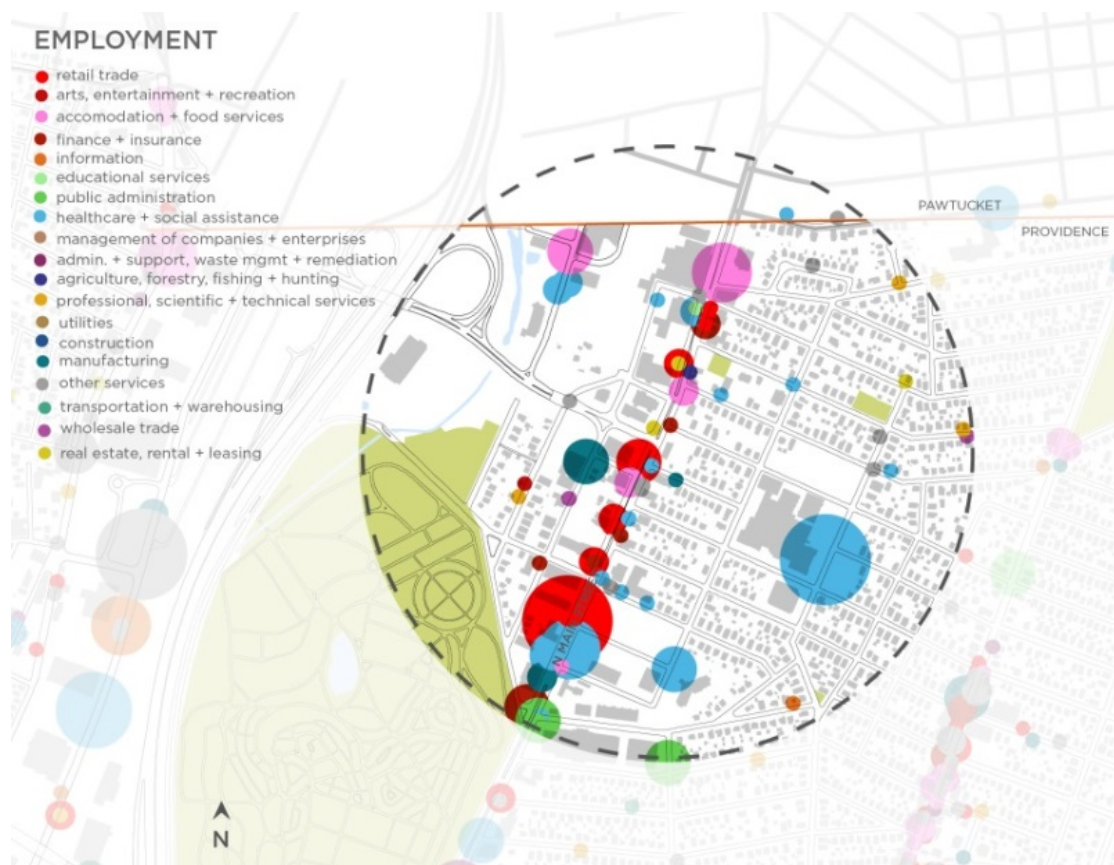 EMPLOYMENT
retail trade
arts, entertainment + recreation
accomodation + food services
finance + insurance
information
educational services
public administration
healthcare + social assistance
management of companies + enterprises
admin. + support, waste mgmt + remediation
agriculture, forestry, fishing + hunting
professional, scientific + technical services
utilities
construction
manufacturing
other services
transportation + warehousing
wholesale trade
real estate, rental + leasing
PAWTUCKET
PROVIDENCE
N MAIN
N